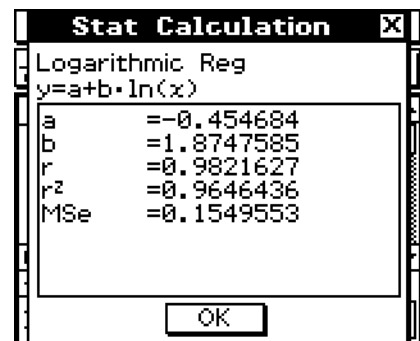 Stat Calculation X
Logarithmic Reg
y=a+b·ln(x)
a =-0.454684
b =1.8747585
r =0.9821627
r² =0.9646436
MSe =0.1549553
OK